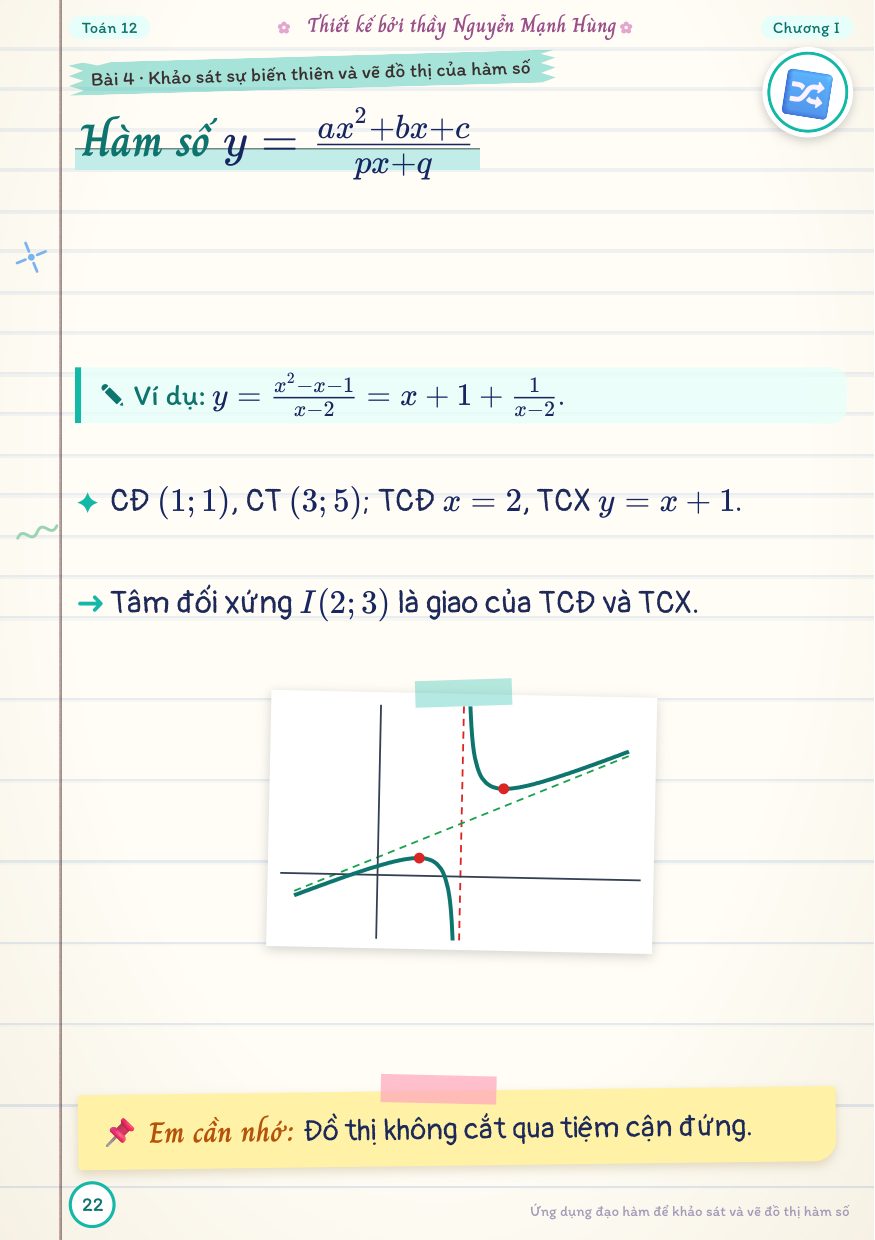 Toán 12
Thiết kế bởi thầy Nguyễn Mạnh Hùng
Chương I
Bài 4 · Khảo sát sự biến thiên và vẽ đồ thị của hàm số
Hàm số $y = \frac{ax^2+bx+c}{px+q}$
Ví dụ: $y = \frac{x^2-x-1}{x-2} = x + 1 + \frac{1}{x-2}$.
CĐ $(1; 1)$, CT $(3; 5)$; TCĐ $x = 2$, TCX $y = x + 1$.
→ Tâm đối xứng $I(2; 3)$ là giao của TCĐ và TCX.
Em cần nhớ: Đồ thị không cắt qua tiệm cận đứng.
22
Ứng dụng đạo hàm để khảo sát và vẽ đồ thị hàm số